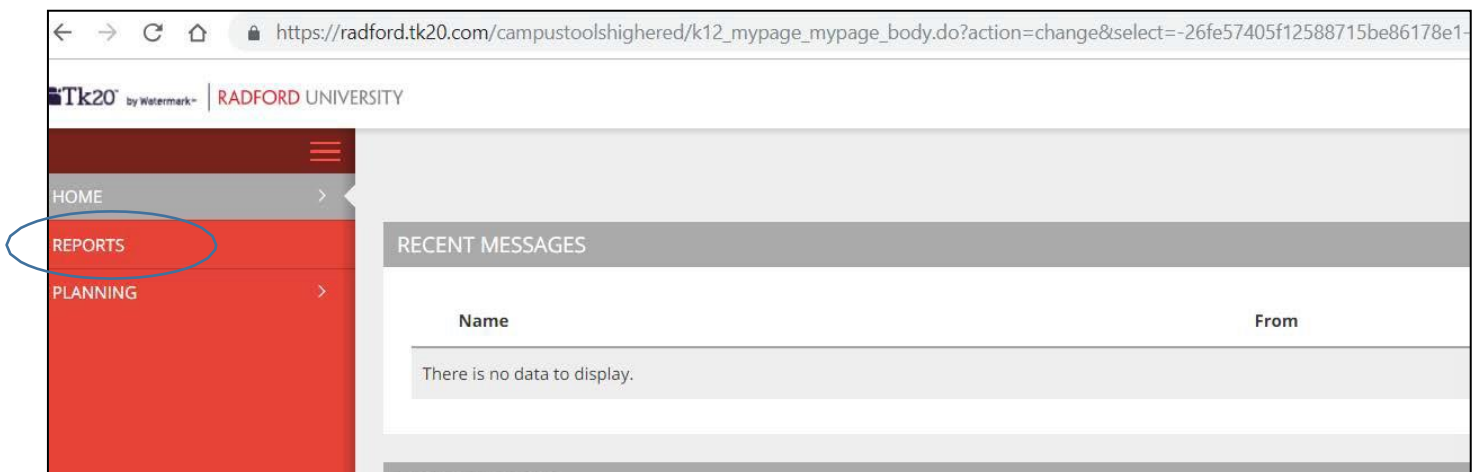 https://radford.tk20.com/campustoolshighered/k12_mypage_mypage_body.do?action=change&select=-26fe57405f12588715be86178e1-
Tk20 by Watermark | RADFORD UNIVERSITY
HOME
REPORTS
RECENT MESSAGES
PLANNING
Name From
There is no data to display.